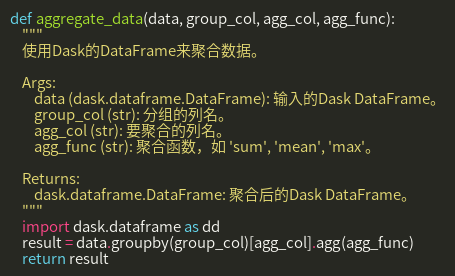 def aggregate_data(data, group_col, agg_col, agg_func):
"""
使用Dask的DataFrame来聚合数据。
Args:
data (dask.dataframe.DataFrame): 输入的Dask DataFrame。
group_col (str): 分组的列名。
agg_col (str): 要聚合的列名。
agg_func (str): 聚合函数，如 'sum', 'mean', 'max'。
Returns:
dask.dataframe.DataFrame: 聚合后的Dask DataFrame。
"""
import dask.dataframe as dd
result = data.groupby(group_col)[agg_col].agg(agg_func)
return result